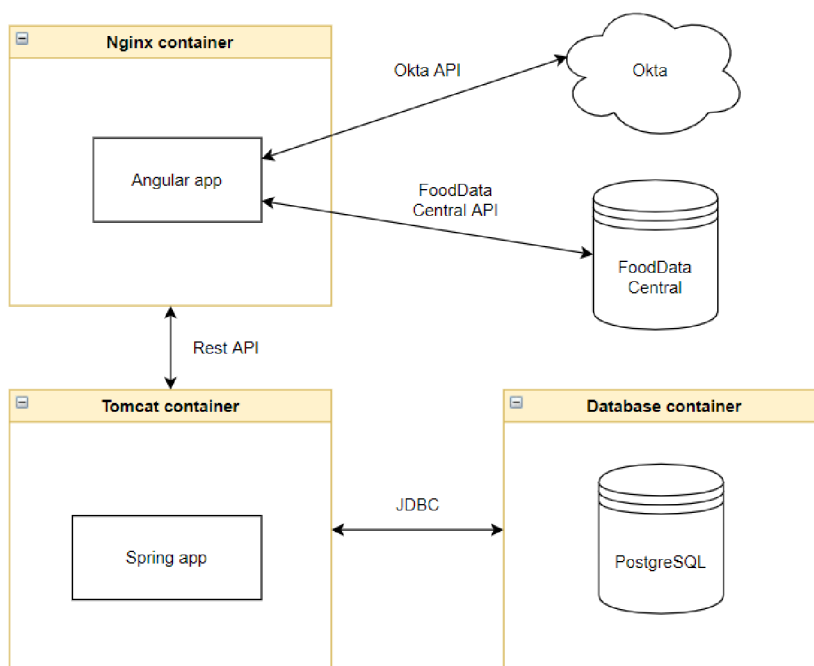 Nginx container
Okta API
Okta
Angular app
FoodData
Central API
FoodData
Central
Rest API
Tomcat container
Database container
JDBC
Spring app
PostgreSQL